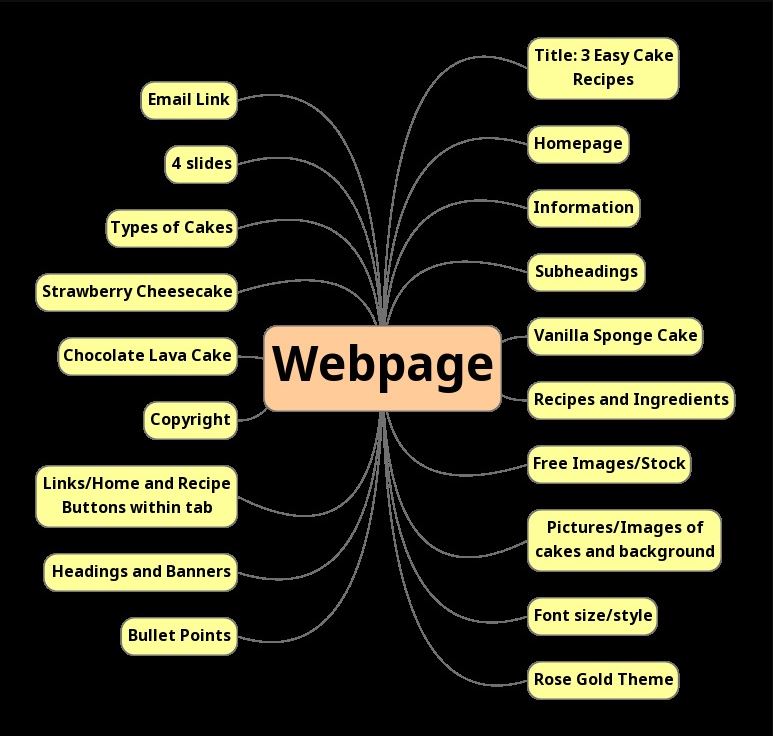 Webpage
Title: 3 Easy Cake
Recipes
Homepage
Information
Subheadings
Vanilla Sponge Cake
Recipes and Ingredients
Free Images/Stock
Pictures/Images of
cakes and background
Font size/style
Rose Gold Theme
Email Link
4 slides
Types of Cakes
Strawberry Cheesecake
Chocolate Lava Cake
Copyright
Links/Home and Recipe
Buttons within tab
Headings and Banners
Bullet Points